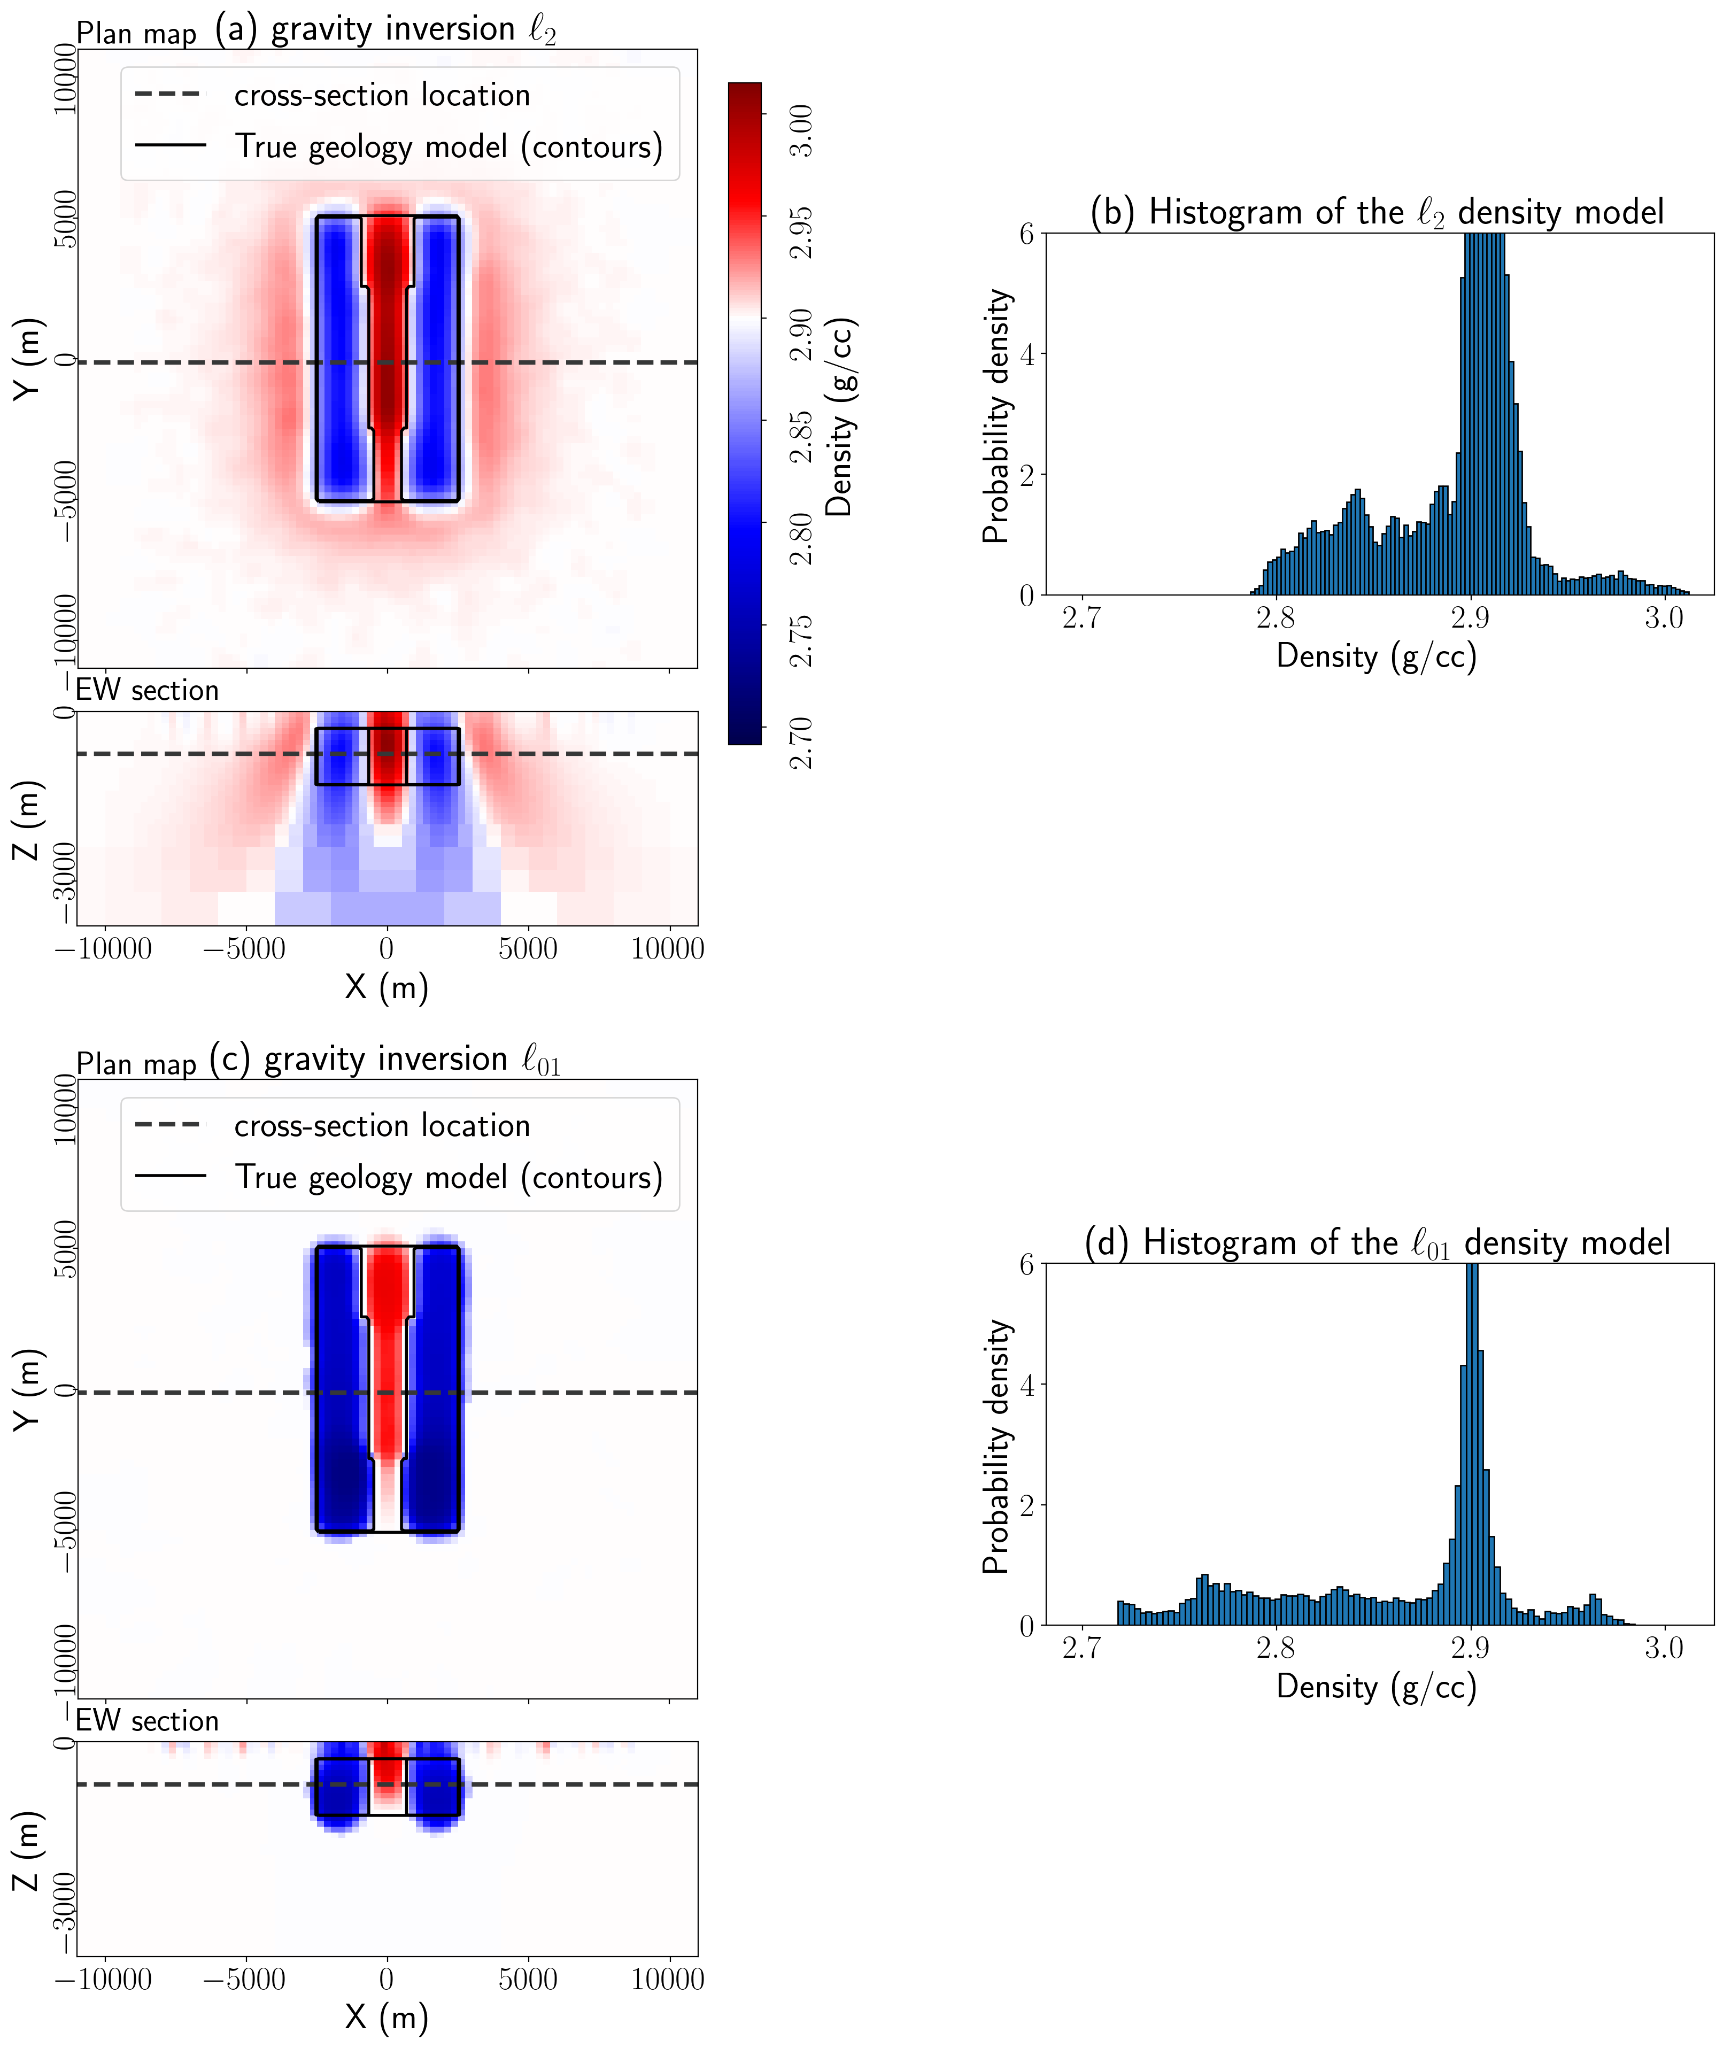 Plan map (a) gravity inversion ℓ2
cross-section location
True geology model (contours)
10000
5000
0
−5000
−10000
Y (m)
3.00
2.95
2.90
2.85
2.80
2.75
2.70
Density (g/cc)
EW section
0
−3000
Z (m)
−10000 −5000 0 5000 10000
X (m)
(b) Histogram of the ℓ2 density model
6
4
2
0
Probability density
2.7 2.8 2.9 3.0
Density (g/cc)
Plan map (c) gravity inversion ℓ01
cross-section location
True geology model (contours)
10000
5000
0
−5000
−10000
Y (m)
EW section
0
−3000
Z (m)
−10000 −5000 0 5000 10000
X (m)
(d) Histogram of the ℓ01 density model
6
4
2
0
Probability density
2.7 2.8 2.9 3.0
Density (g/cc)